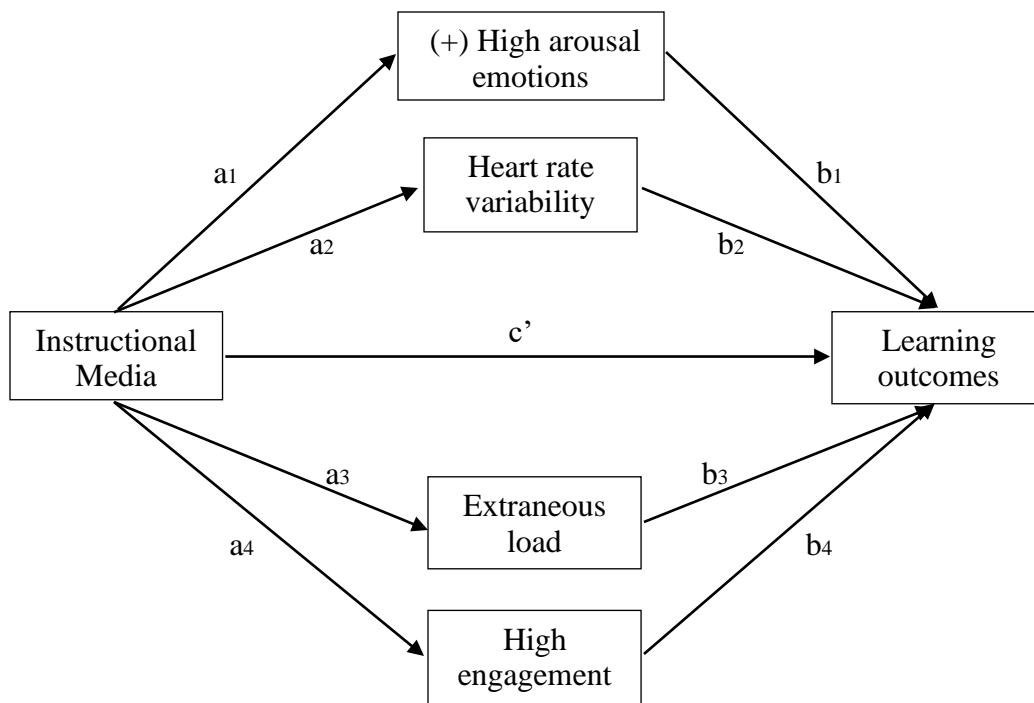 (+) High arousal
emotions
a1
b1
Heart rate
variability
a2
b2
Instructional
Media
c’
Learning
outcomes
a3
b3
Extraneous
load
a4
b4
High
engagement